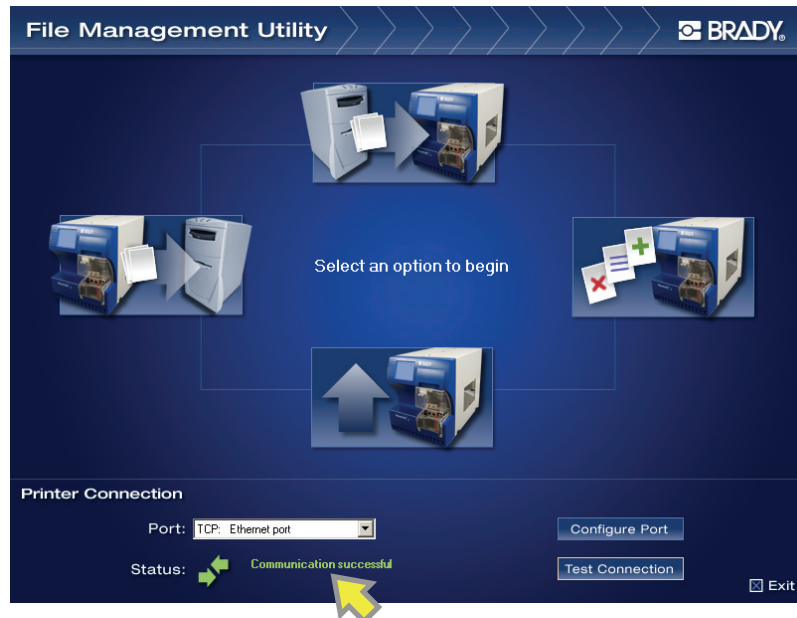 File Management Utility
BRADY®
Select an option to begin
Printer Connection
Port: TCP: Ethernet port
Configure Port
Status: Communication successful
Test Connection
Exit